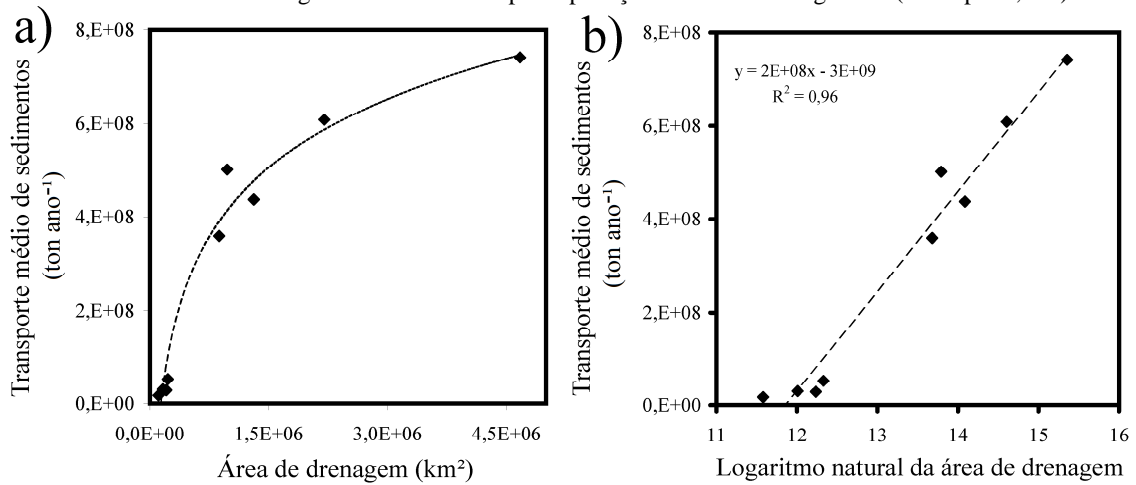 a)
Transporte médio de sedimentos
(ton ano⁻¹)
8,E+08
6,E+08
4,E+08
2,E+08
0,E+00
0,0E+00 1,5E+06 3,0E+06 4,5E+06
Área de drenagem (km²)
b)
Transporte médio de sedimentos
(ton ano⁻¹)
y = 2E+08x - 3E+09
R² = 0,96
8,E+08
6,E+08
4,E+08
2,E+08
0,E+00
11 12 13 14 15 16
Logaritmo natural da área de drenagem